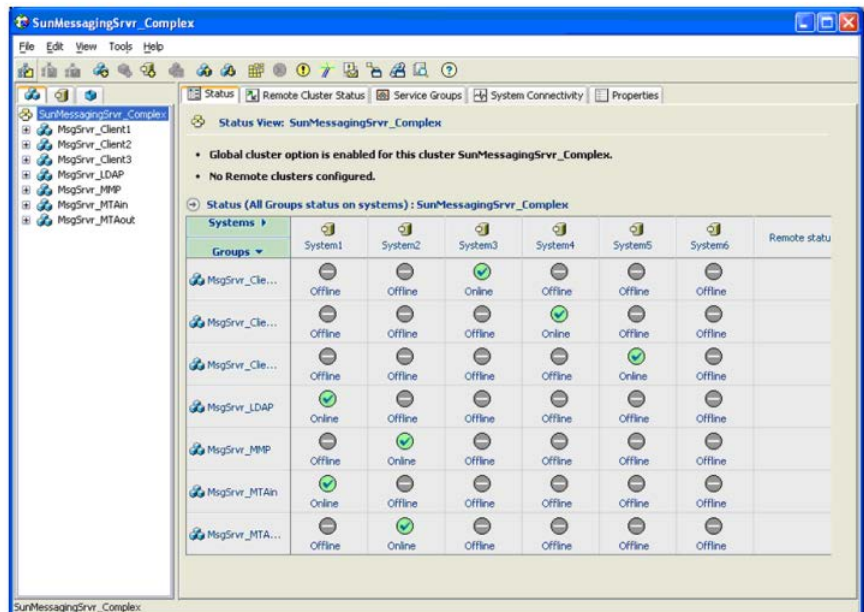 SunMessagingSrvr_Complex
File Edit View Tools Help
Status Remote Cluster Status Service Groups System Connectivity Properties
SunMessagingSrvr_Complex
MsgSrvr_Client1
MsgSrvr_Client2
MsgSrvr_Client3
MsgSrvr_LDAP
MsgSrvr_MMP
MsgSrvr_MTAin
MsgSrvr_MTAout
Status View: SunMessagingSrvr_Complex
• Global cluster option is enabled for this cluster SunMessagingSrvr_Complex.
• No Remote clusters configured.
Status (All Groups status on systems) : SunMessagingSrvr_Complex
Systems
Groups
System1 System2 System3 System4 System5 System6 Remote statu
MsgSrvr_Clie... Offline Offline Online Offline Offline Offline
MsgSrvr_Clie... Offline Offline Offline Online Offline Offline
MsgSrvr_Clie... Offline Offline Offline Offline Online Offline
MsgSrvr_LDAP Online Offline Offline Offline Offline Offline
MsgSrvr_MMP Offline Online Offline Offline Offline Offline
MsgSrvr_MTAin Online Offline Offline Offline Offline Offline
MsgSrvr_MTA... Offline Online Offline Offline Offline Offline
SunMessagingSrvr_Complex